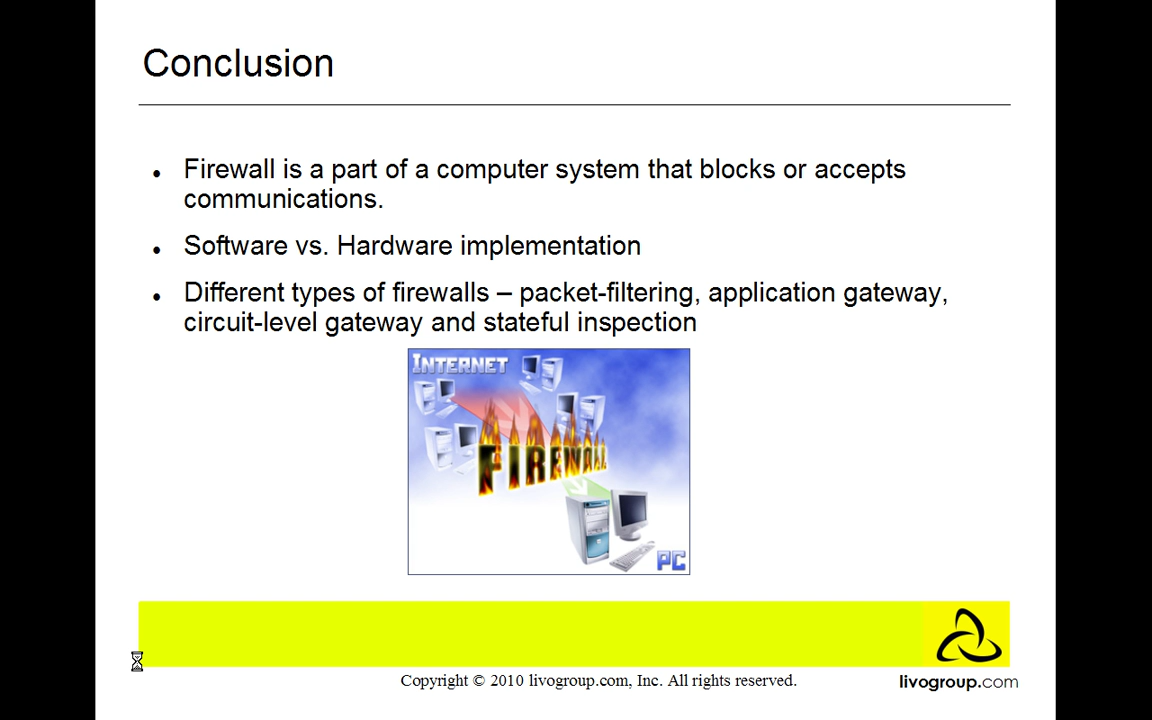 Conclusion
• Firewall is a part of a computer system that blocks or accepts
communications.
• Software vs. Hardware implementation
• Different types of firewalls – packet-filtering, application gateway,
circuit-level gateway and stateful inspection
INTERNET
FIREWALL
PC
Copyright © 2010 livogroup.com, Inc. All rights reserved.
livogroup.com